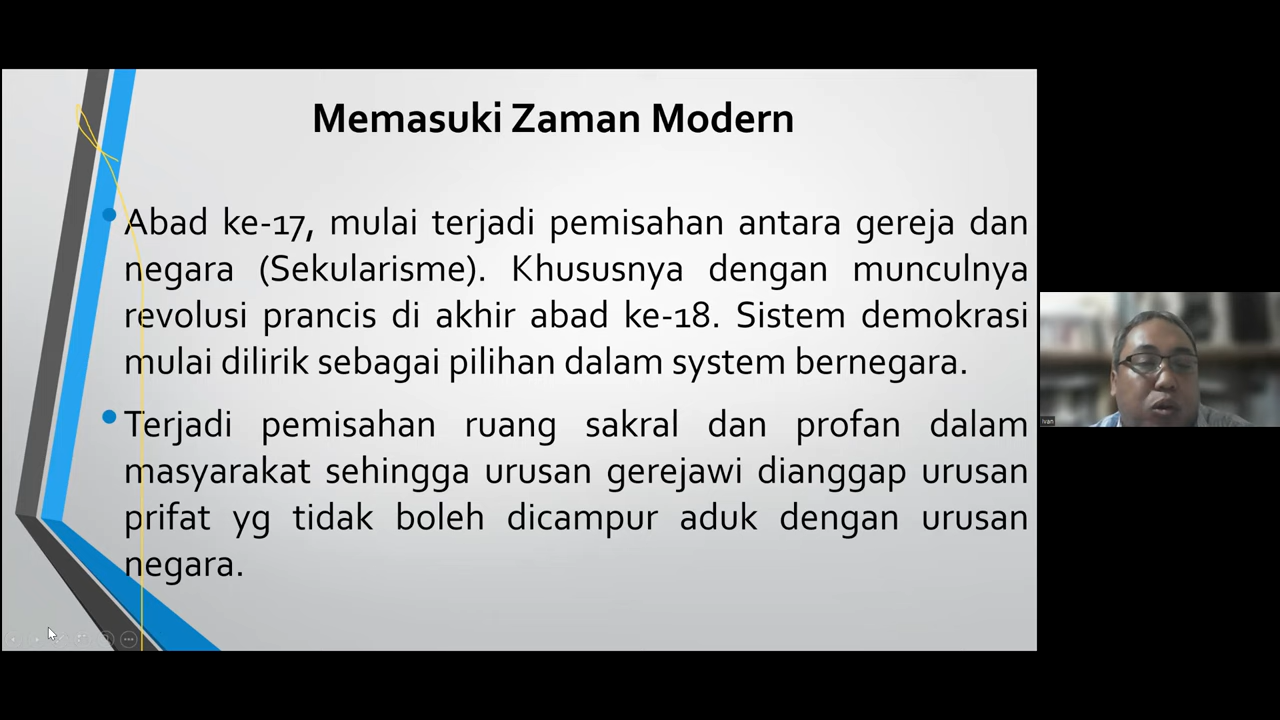 Memasuki Zaman Modern
Abad ke-17, mulai terjadi pemisahan antara gereja dan
negara (Sekularisme). Khususnya dengan munculnya
revolusi prancis di akhir abad ke-18. Sistem demokrasi
mulai dilirik sebagai pilihan dalam system bernegara.
Terjadi pemisahan ruang sakral dan profan dalam
masyarakat sehingga urusan gerejawi dianggap urusan
prifat yg tidak boleh dicampur aduk dengan urusan
negara.
Ivan